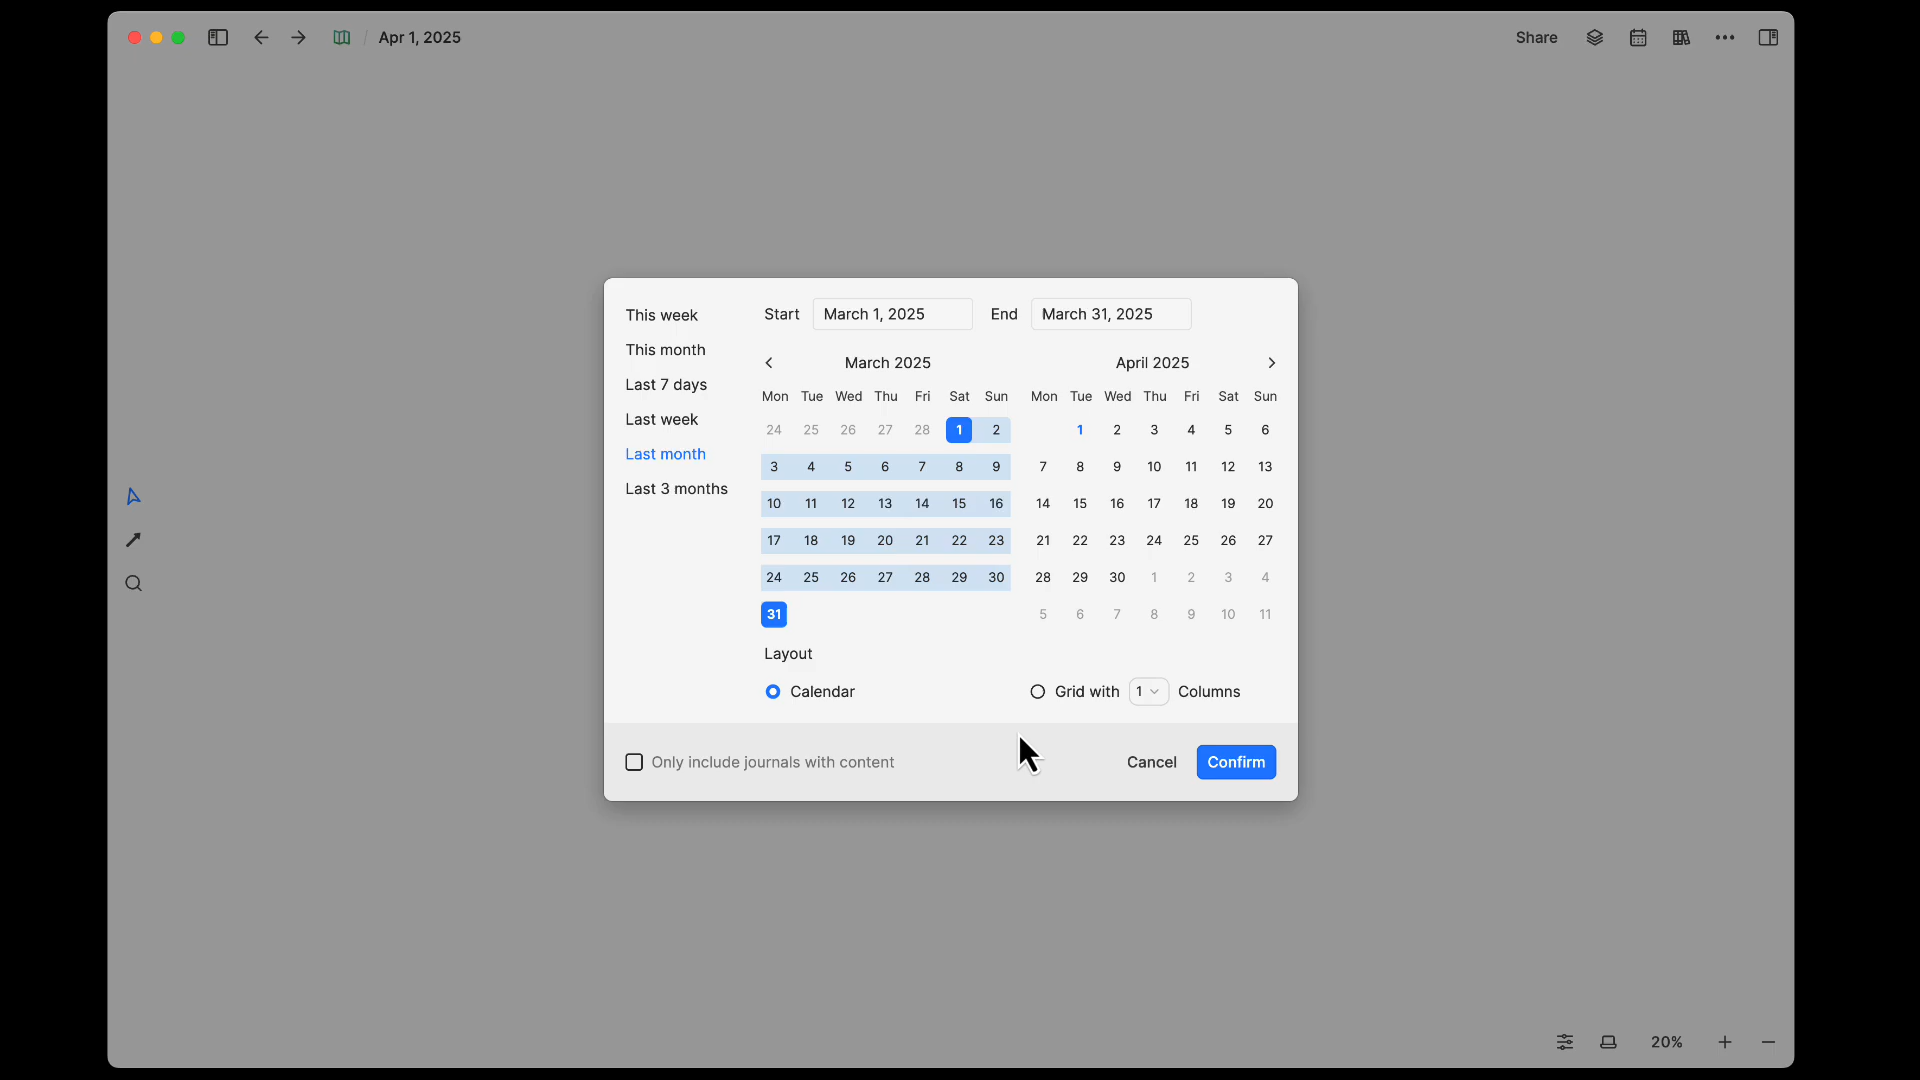 Apr 1, 2025
Share
This week
This month
Last 7 days
Last week
Last month
Last 3 months
Start March 1, 2025 End March 31, 2025
March 2025
Mon Tue Wed Thu Fri Sat Sun
24 25 26 27 28 1 2
3 4 5 6 7 8 9
10 11 12 13 14 15 16
17 18 19 20 21 22 23
24 25 26 27 28 29 30
31
April 2025
Mon Tue Wed Thu Fri Sat Sun
1 2 3 4 5 6
7 8 9 10 11 12 13
14 15 16 17 18 19 20
21 22 23 24 25 26 27
28 29 30 1 2 3 4
5 6 7 8 9 10 11
Layout
Calendar
Grid with 1 Columns
Only include journals with content
Cancel
Confirm
20%